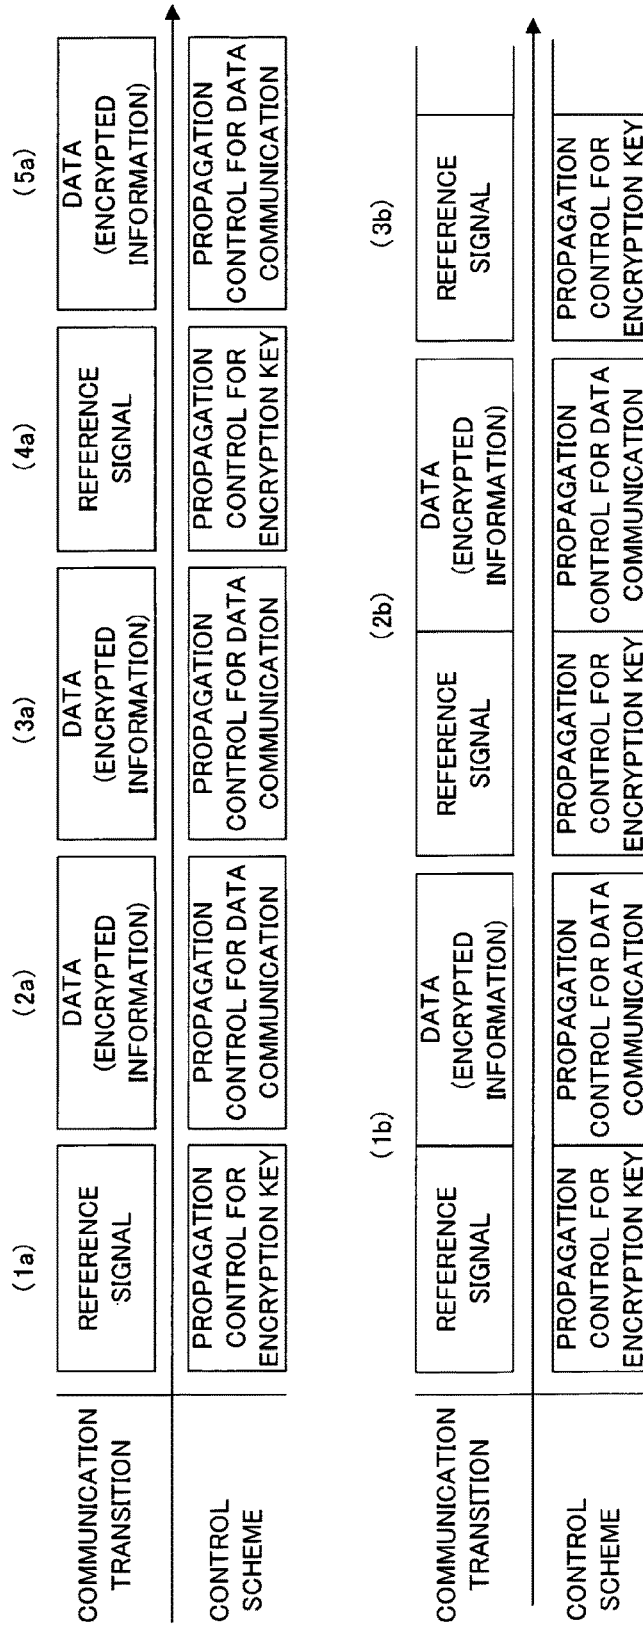 (1a)
(2a)
(3a)
(4a)
(5a)
COMMUNICATION
TRANSITION
REFERENCE
SIGNAL
DATA
(ENCRYPTED
INFORMATION)
DATA
(ENCRYPTED
INFORMATION)
REFERENCE
SIGNAL
DATA
(ENCRYPTED
INFORMATION)
CONTROL
SCHEME
PROPAGATION
CONTROL FOR
ENCRYPTION KEY
PROPAGATION
CONTROL FOR DATA
COMMUNICATION
PROPAGATION
CONTROL FOR DATA
COMMUNICATION
PROPAGATION
CONTROL FOR
ENCRYPTION KEY
PROPAGATION
CONTROL FOR DATA
COMMUNICATION
(1b)
(2b)
(3b)
COMMUNICATION
TRANSITION
REFERENCE
SIGNAL
DATA
(ENCRYPTED
INFORMATION)
REFERENCE
SIGNAL
DATA
(ENCRYPTED
INFORMATION)
REFERENCE
SIGNAL
CONTROL
SCHEME
PROPAGATION
CONTROL FOR
ENCRYPTION KEY
PROPAGATION
CONTROL FOR DATA
COMMUNICATION
PROPAGATION
CONTROL FOR
ENCRYPTION KEY
PROPAGATION
CONTROL FOR DATA
COMMUNICATION
PROPAGATION
CONTROL FOR
ENCRYPTION KEY